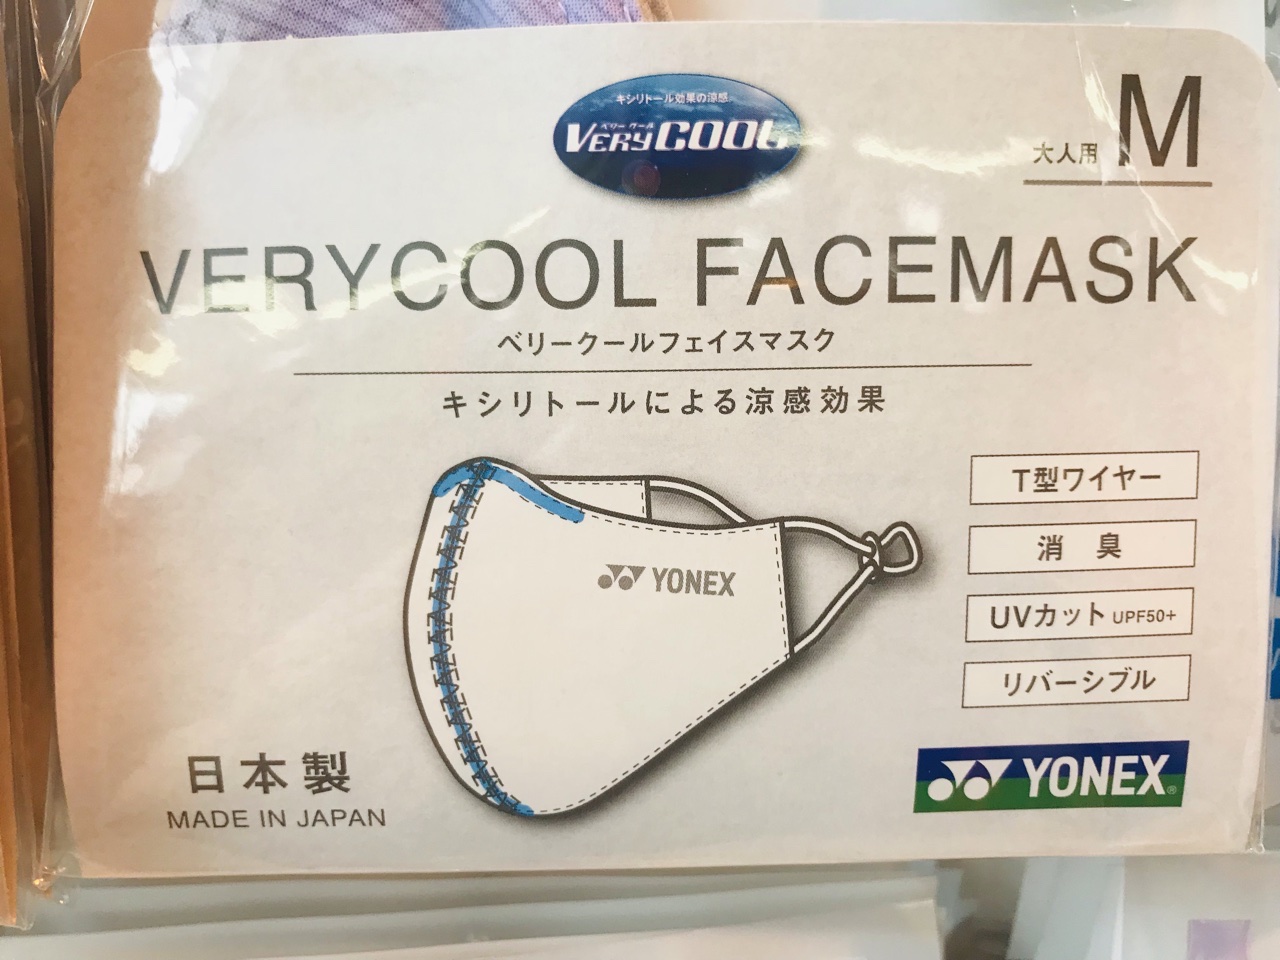 キシリトール効果の涼感
ベリー クール
VERY COOL
大人用 M
VERYCOOL FACEMASK
ベリークールフェイスマスク
キシリトールによる涼感効果
T型ワイヤー
消 臭
UVカット UPF50+
リバーシブル
YONEX
日本製
MADE IN JAPAN
YONEX®